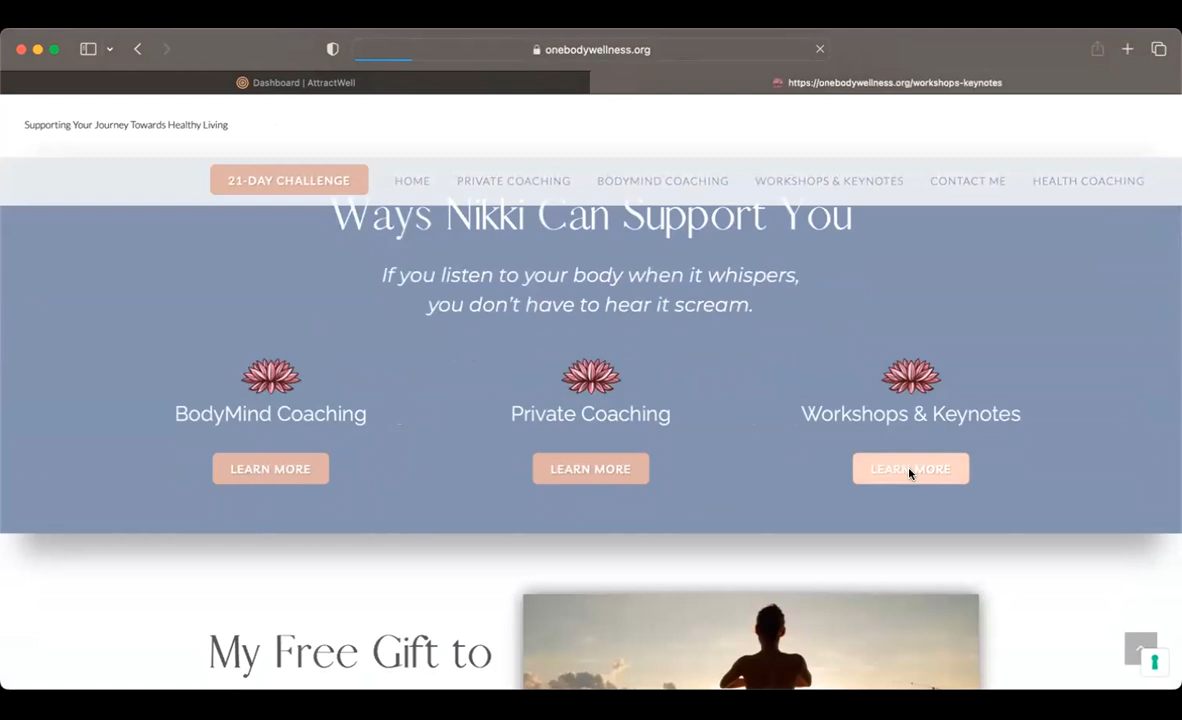 onebodywellness.org
Dashboard | AttractWell
https://onebodywellness.org/workshops-keynotes
Supporting Your Journey Towards Healthy Living
21-DAY CHALLENGE
HOME
PRIVATE COACHING
BODYMIND COACHING
WORKSHOPS & KEYNOTES
CONTACT ME
HEALTH COACHING
Ways Nikki Can Support You
If you listen to your body when it whispers,
you don't have to hear it scream.
BodyMind Coaching
Private Coaching
Workshops & Keynotes
LEARN MORE
LEARN MORE
LEARN MORE
My Free Gift to